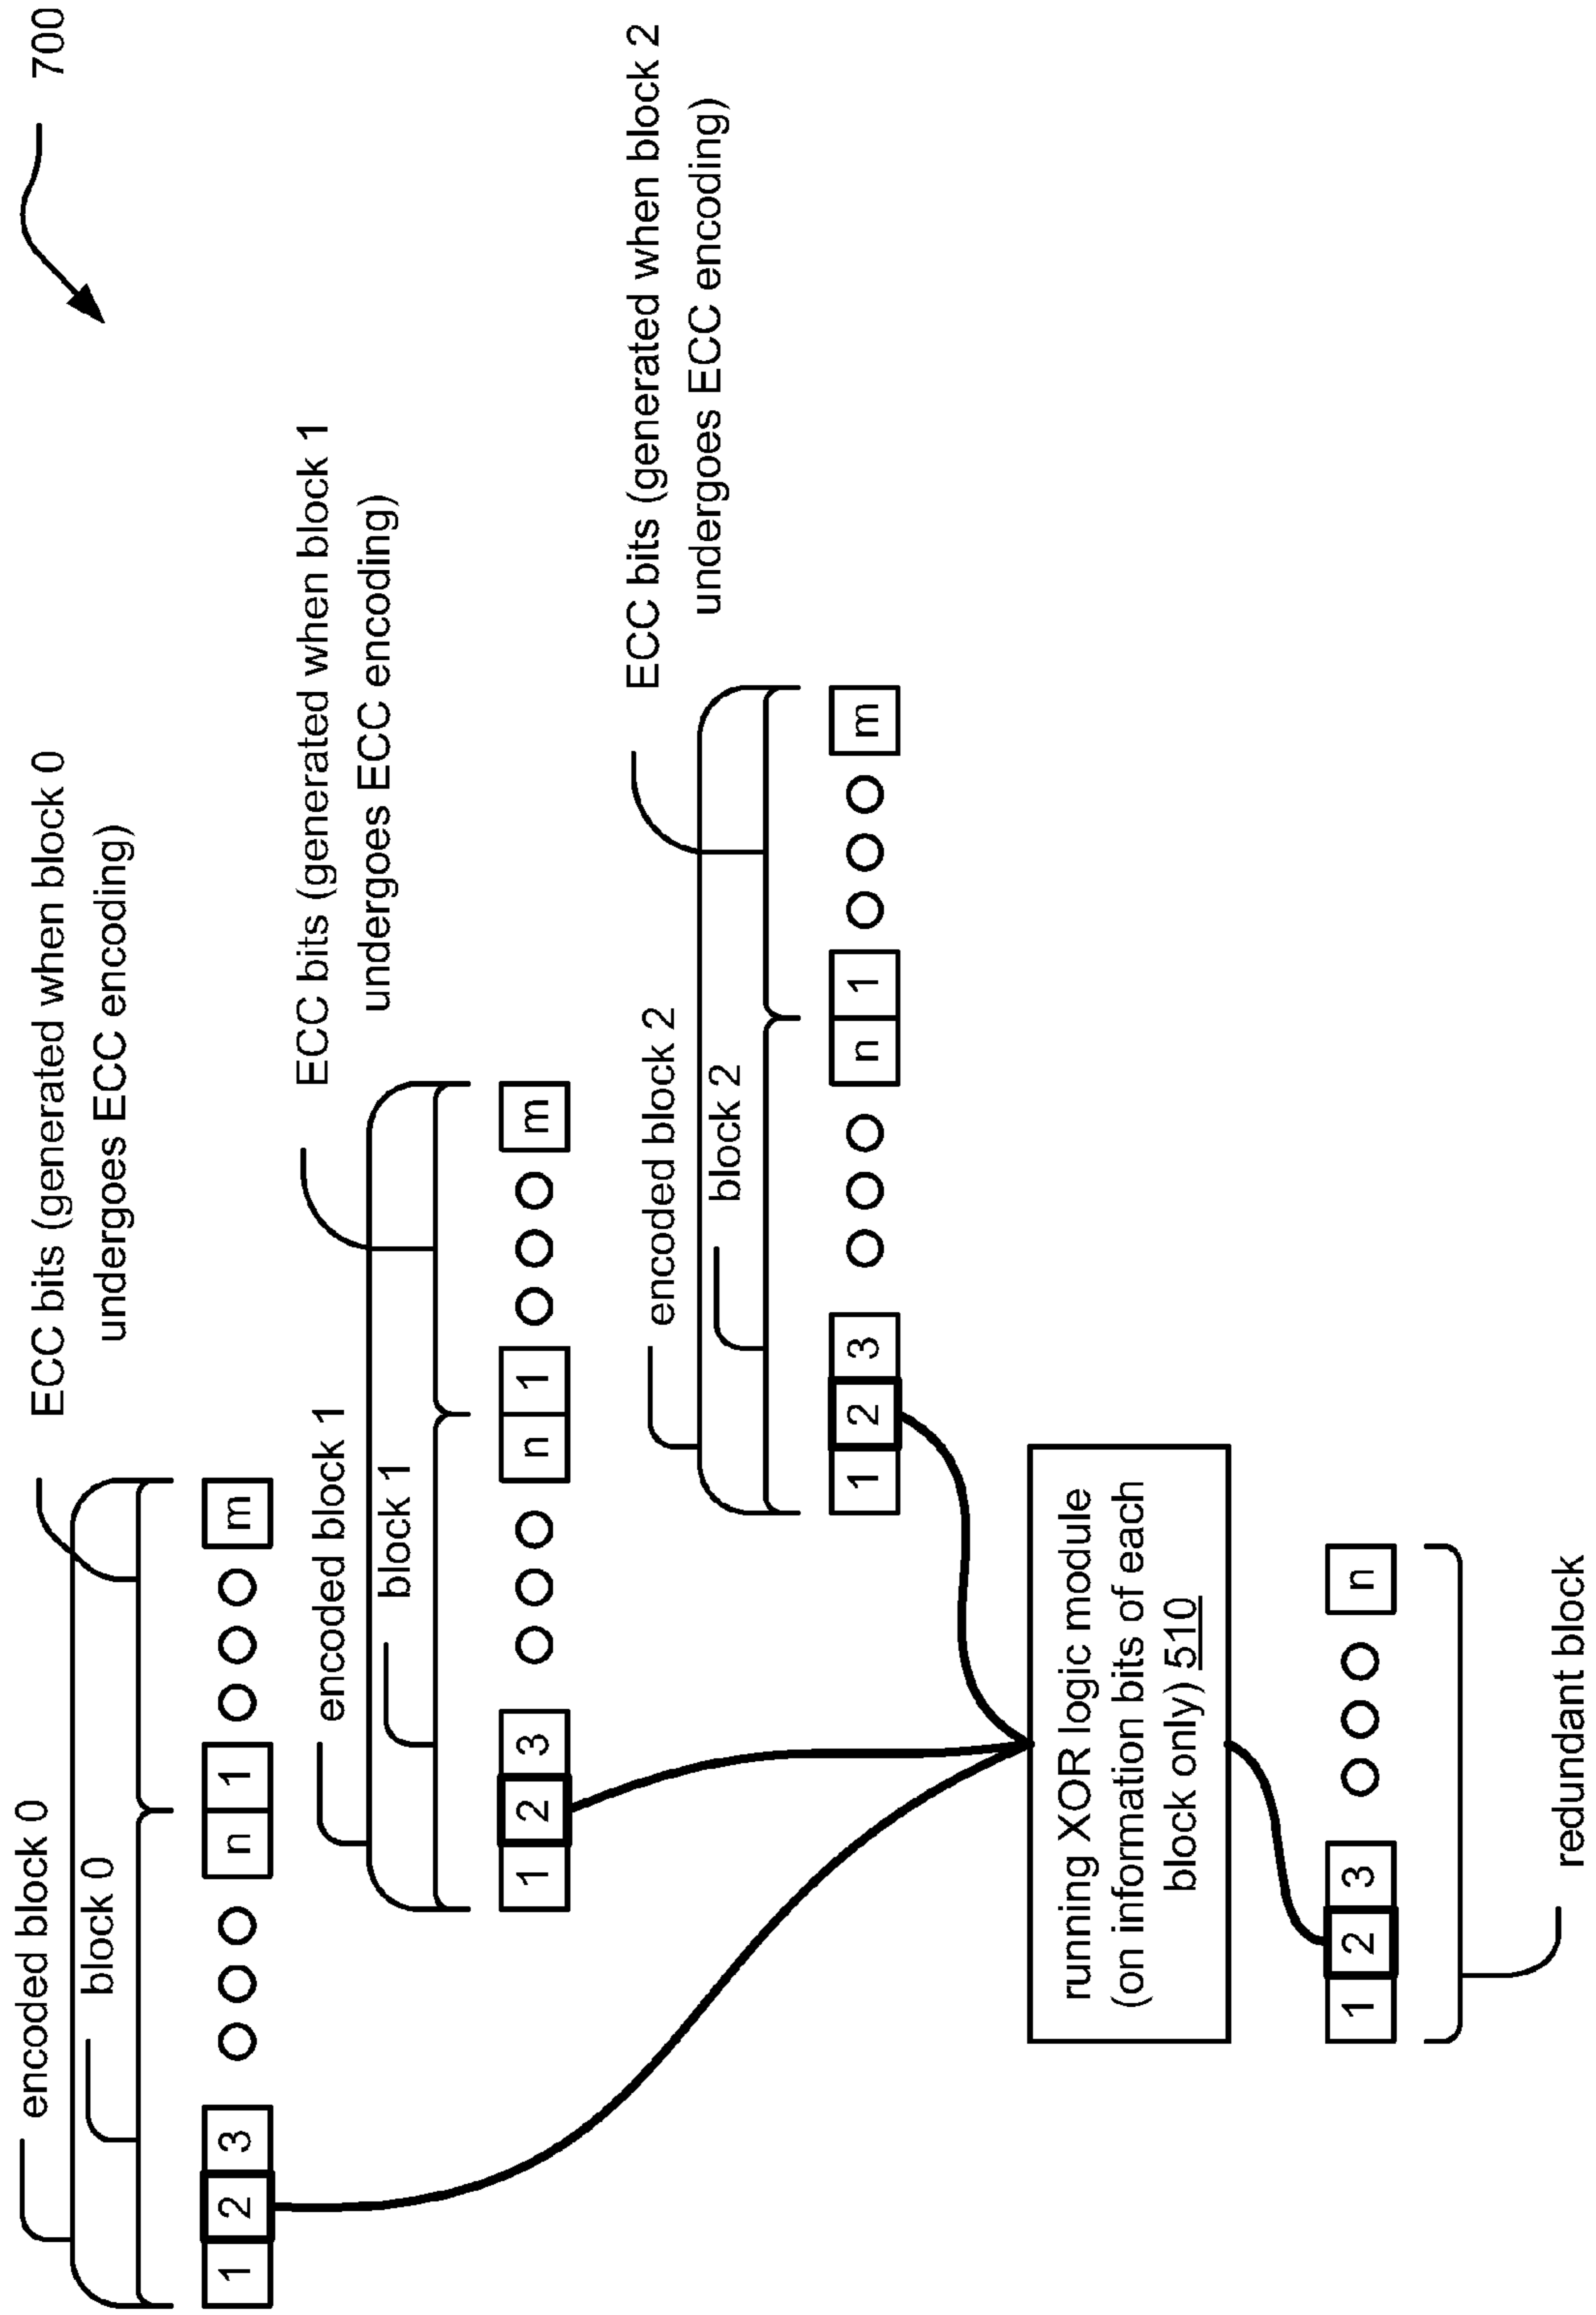 700
ECC bits (generated when block 0
undergoes ECC encoding)
encoded block 0
block 0
1 2 3 n 1 m
ECC bits (generated when block 1
undergoes ECC encoding)
encoded block 1
block 1
1 2 3 n 1 m
ECC bits (generated when block 2
undergoes ECC encoding)
encoded block 2
block 2
1 2 3 n 1 m
running XOR logic module
(on information bits of each
block only) 510
1 2 3 n
redundant block